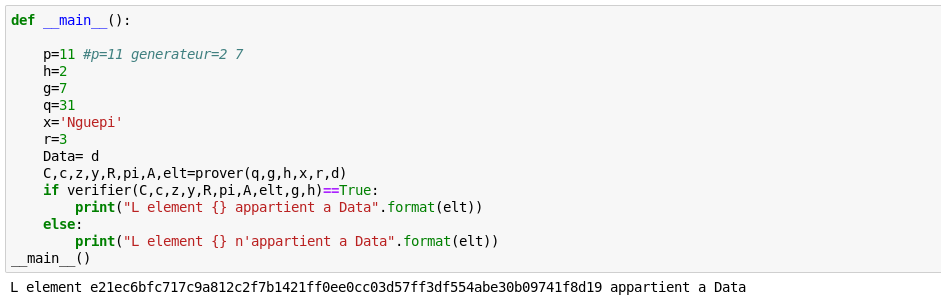 def __main__():
    p=11 #p=11 generateur=2 7
    h=2
    g=7
    q=31
    x='Nguepi'
    r=3
    Data= d
    C,c,z,y,R,pi,A,elt=prover(q,g,h,x,r,d)
    if verifier(C,c,z,y,R,pi,A,elt,g,h)==True:
        print("L element {} appartient a Data".format(elt))
    else:
        print("L element {} n'appartient a Data".format(elt))
__main__()
L element e21ec6bfc717c9a812c2f7b1421ff0ee0cc03d57ff3df554abe30b09741f8d19 appartient a Data